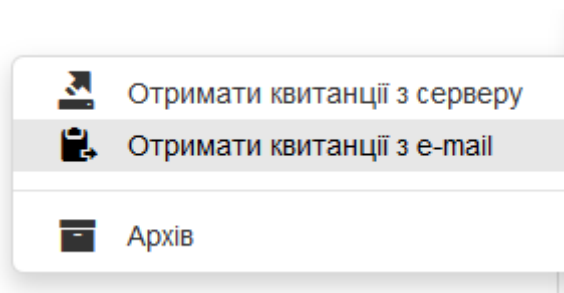 Отримати квитанції з серверу
Отримати квитанції з e-mail
Архів